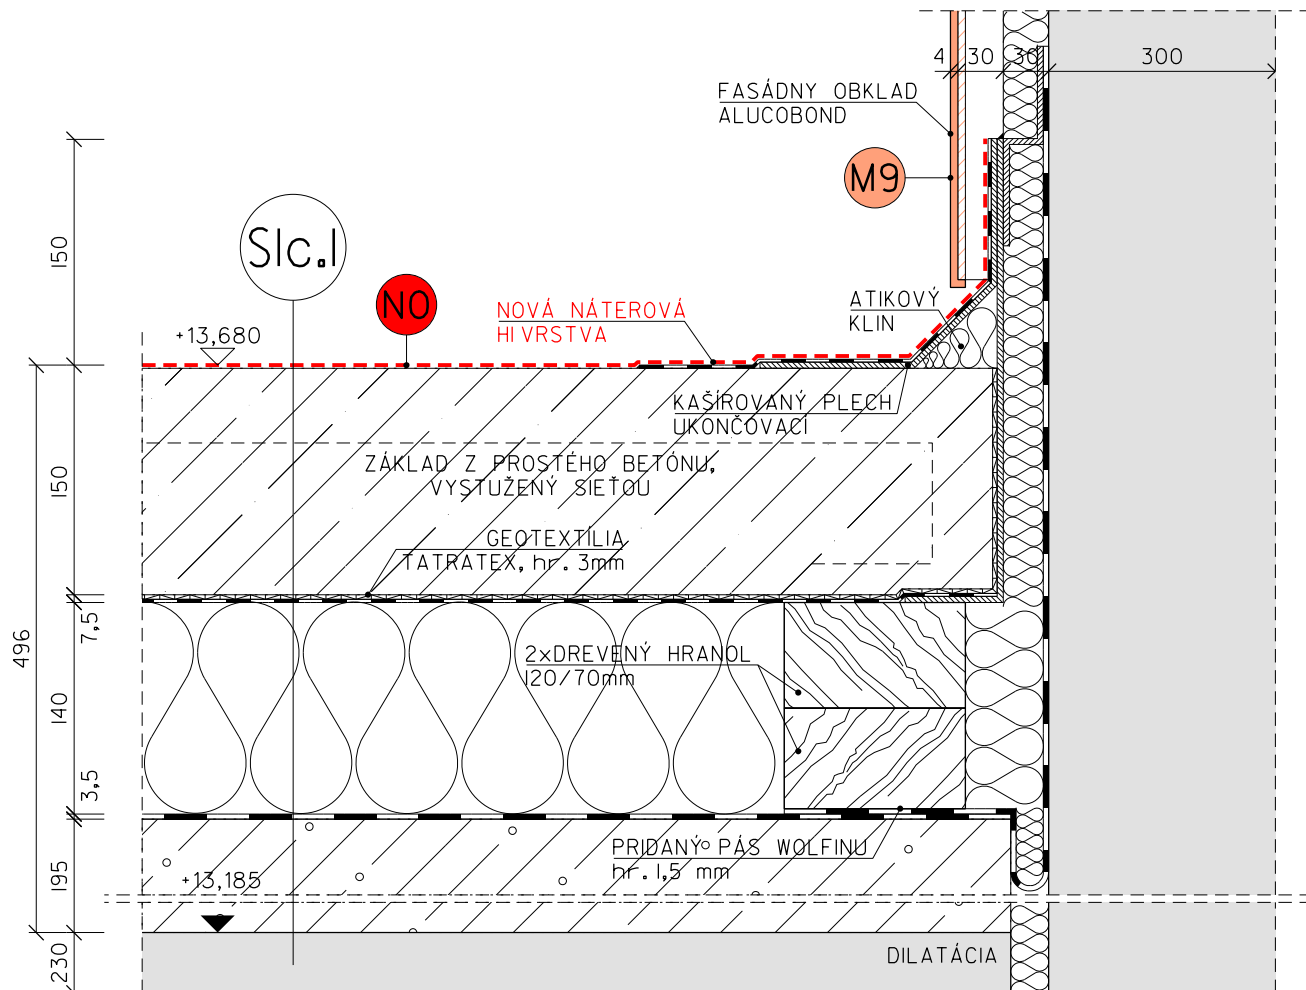 4 30 30 300
FASÁDNY OBKLAD
ALUCOBOND
M9
150
SIc.I
N0
NOVÁ NÁTEROVÁ
HI VRSTVA
ATIKOVÝ
KLIN
+13,680
KAŠÍROVANÝ PLECH
UKONČOVACÍ
ZÁKLAD Z PROSTÉHO BETÓNU,
VYSTUŽENÝ SIEŤOU
150
GEOTEXTÍLIA
TATRATEX, hr. 3mm
7,5
496
2xDREVENÝ HRANOL
120/70mm
140
3,5
PRIDANÝ PÁS WOLFINU
hr. 1,5 mm
195
+13,185
230
DILATÁCIA